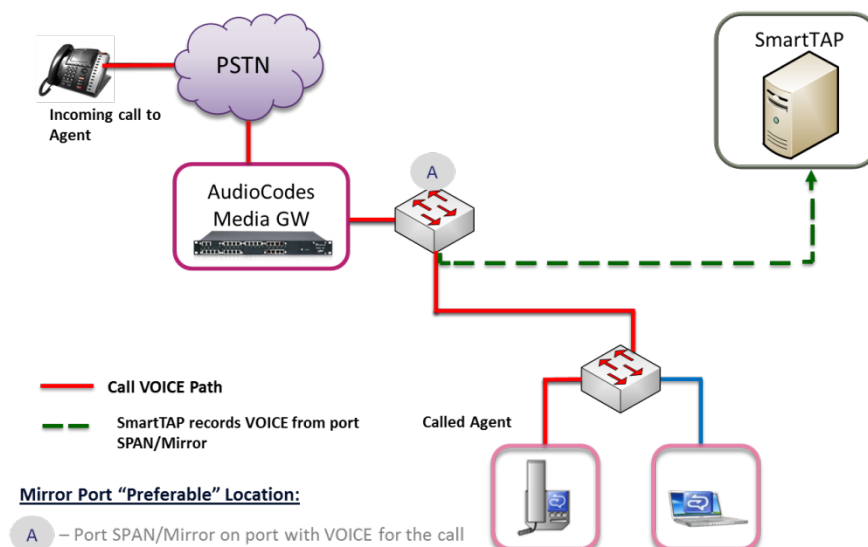 PSTN
SmartTAP
Incoming call to
Agent
A
AudioCodes
Media GW
Call VOICE Path
SmartTAP records VOICE from port
SPAN/Mirror
Called Agent
Mirror Port “Preferable” Location:
A – Port SPAN/Mirror on port with VOICE for the call